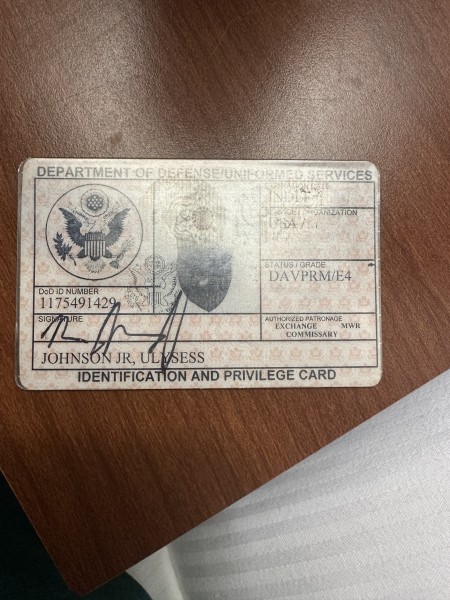 DEPARTMENT OF DEFENSE/UNIFORMED SERVICES
STATUS / GRADE
DAVPRM/E4
DoD ID NUMBER
1175491429
SIGNATURE
AUTHORIZED PATRONAGE
EXCHANGE MWR
COMMISSARY
JOHNSON JR, ULYSESS
IDENTIFICATION AND PRIVILEGE CARD